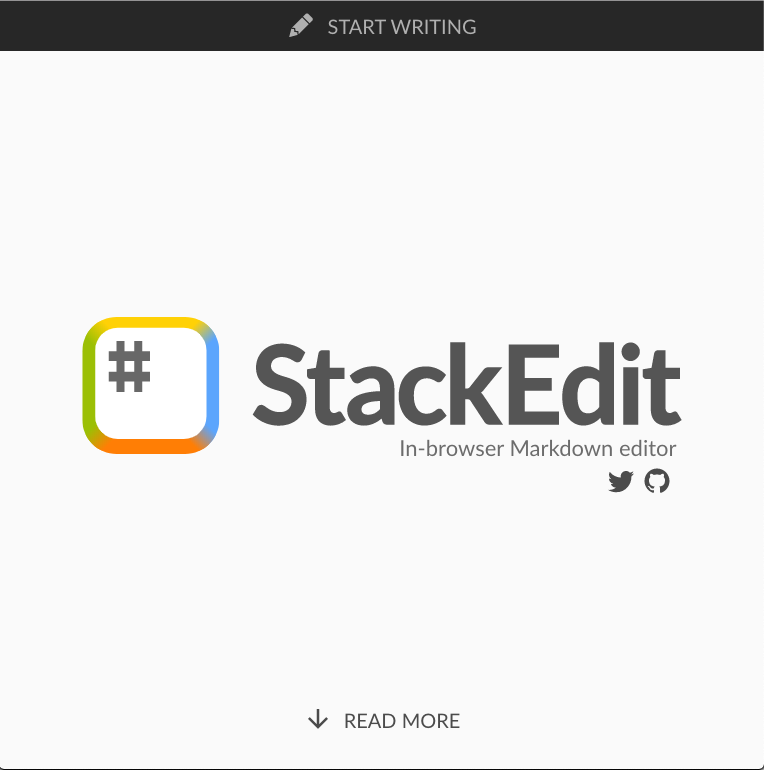 START WRITING
#
StackEdit
In-browser Markdown editor
READ MORE